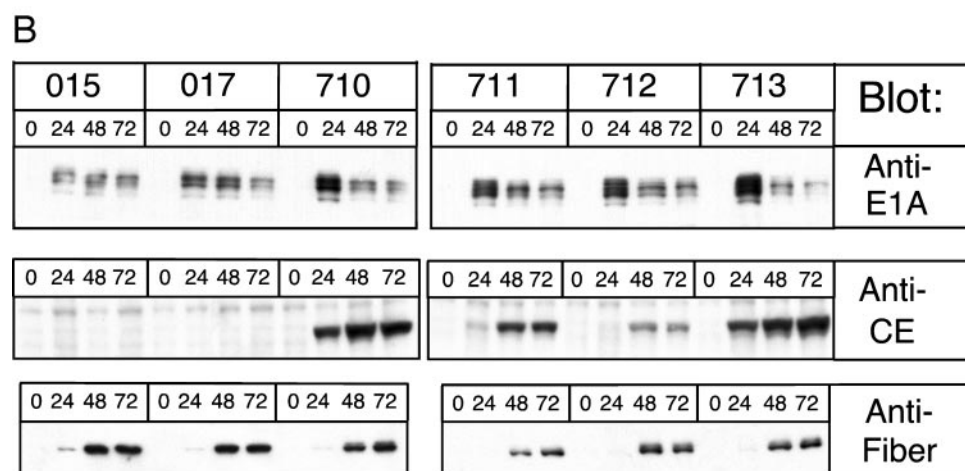 B
015 017 710 711 712 713 Blot:
0 24 48 72 0 24 48 72 0 24 48 72 0 24 48 72 0 24 48 72 0 24 48 72
Anti-
E1A
0 24 48 72 0 24 48 72 0 24 48 72 0 24 48 72 0 24 48 72 0 24 48 72
Anti-
CE
0 24 48 72 0 24 48 72 0 24 48 72 0 24 48 72 0 24 48 72 0 24 48 72
Anti-
Fiber